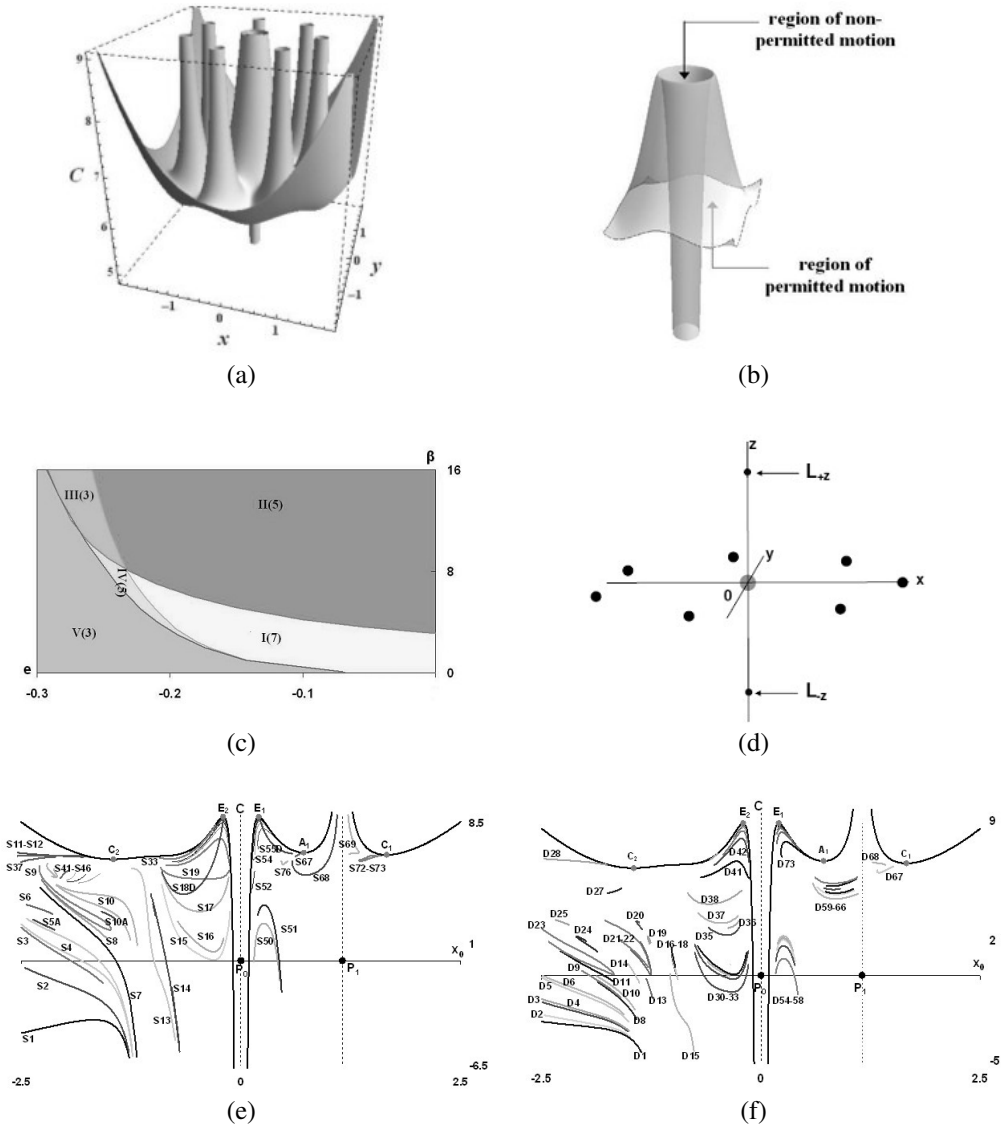 9
8
7
6
5
C
-1
0
1
x
1
0
-1
y
(a)
region of non-
permitted motion
region of
permitted motion
(b)
β
16
III(3)
II(5)
8
IV(5)
V(3)
I(7)
e
0
-0.3
-0.2
-0.1
(c)
z
L+z
y
x
0
L-z
(d)
E2
C
E1
8.5
S11-S12
C2
A1
C1
S37
S33
S55D
S69
S9
S41-S46
S54
S67
S72-S73
S19
S76
S68
S6
S18D
S52
S10
S17
S5A
S10A
S3
S4
S8
S15
S16
S51
S50
1
X0
P0
P1
S2
S7
S14
S13
S1
-6.5
-2.5
0
2.5
(e)
E2
C
E1
9
D28
C2
D42
D73
A1
D68
C1
D41
D67
D27
D38
D59-66
D25
D20
D37
D36
D23
D24
D19
D21-22
D16-18
D35
2
D9
D14
X0
D5
D6
D11
P0
P1
D3
D4
D10
D13
D30-33
D54-58
D2
D8
D1
D15
-5
-2.5
0
2.5
(f)